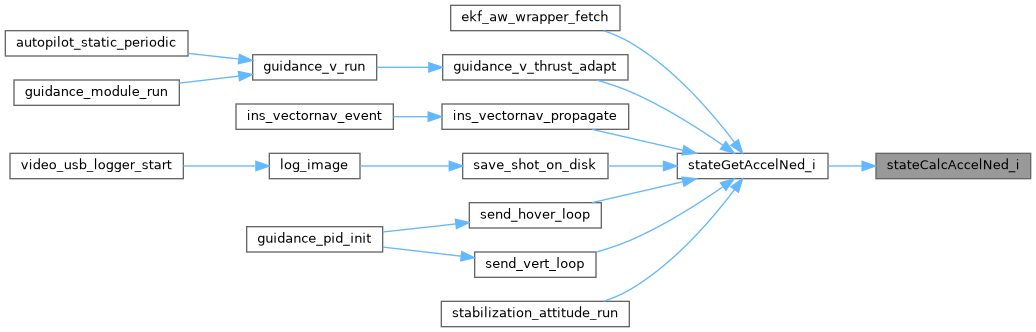 ekf_aw_wrapper_fetch
autopilot_static_periodic
guidance_v_run
guidance_v_thrust_adapt
guidance_module_run
ins_vectornav_event
ins_vectornav_propagate
video_usb_logger_start
log_image
save_shot_on_disk
stateGetAccelNed_i
stateCalcAccelNed_i
send_hover_loop
guidance_pid_init
send_vert_loop
stabilization_attitude_run